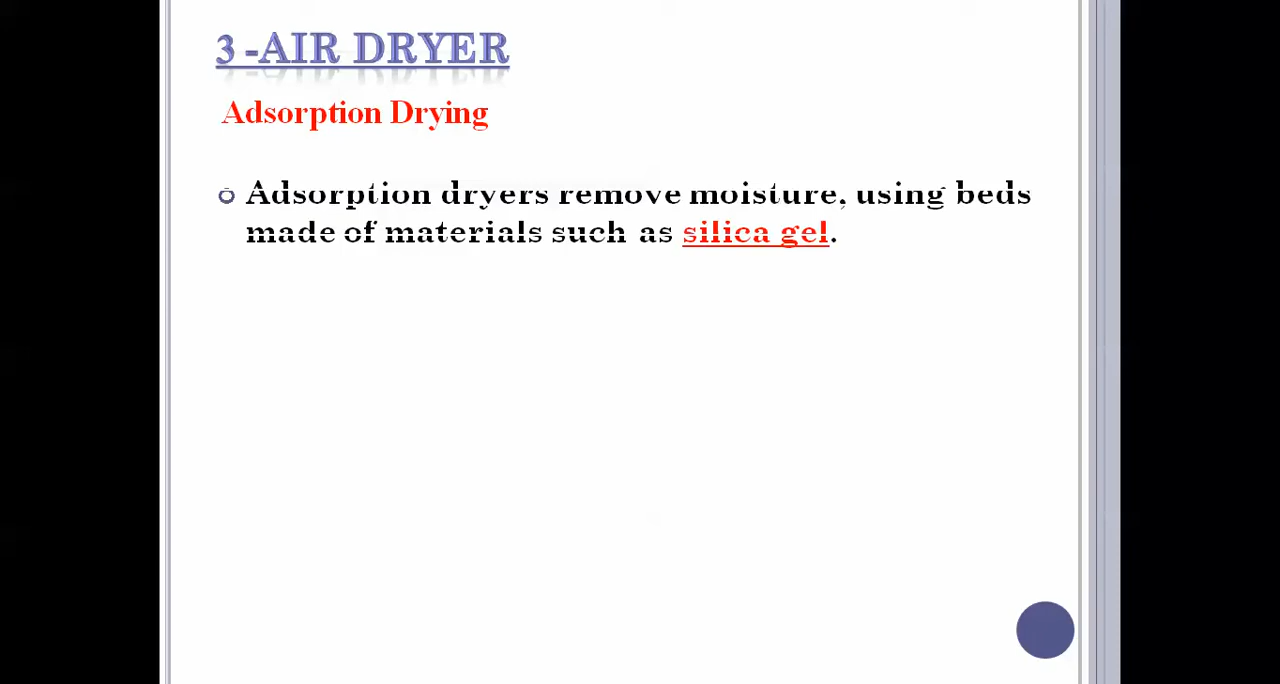 3 -AIR DRYER
Adsorption Drying
Adsorption dryers remove moisture, using beds
made of materials such as silica gel.